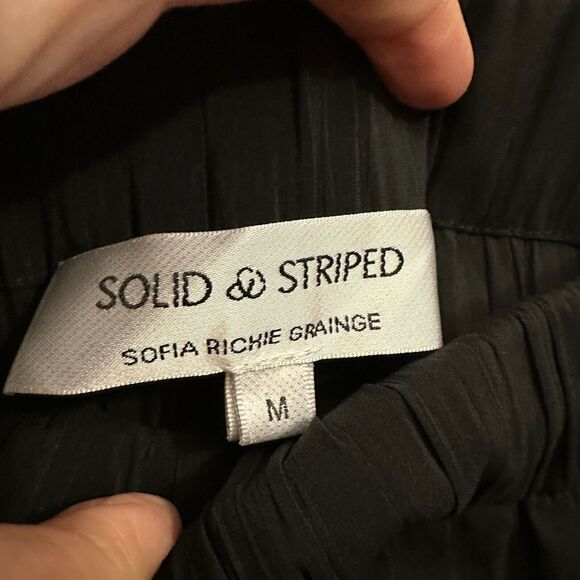 SOLID & STRIPED
SOFIA RICHIE GRAINGE
M